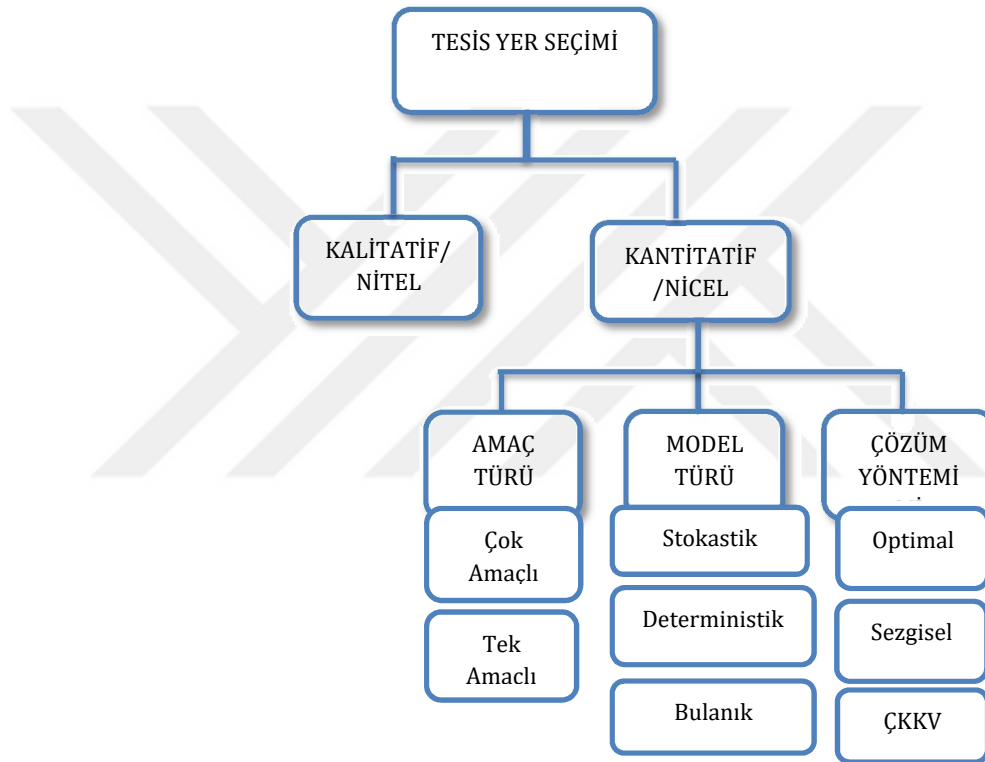 TESİS YER SEÇİMİ
KALİTATİF/
NİTEL
KANTİTATİF
/NİCEL
AMAÇ
TÜRÜ
MODEL
TÜRÜ
ÇÖZÜM
YÖNTEMİ
Çok
Amaçlı
Stokastik
Optimal
Tek
Amaclı
Deterministik
Sezgisel
Bulanık
ÇKKV